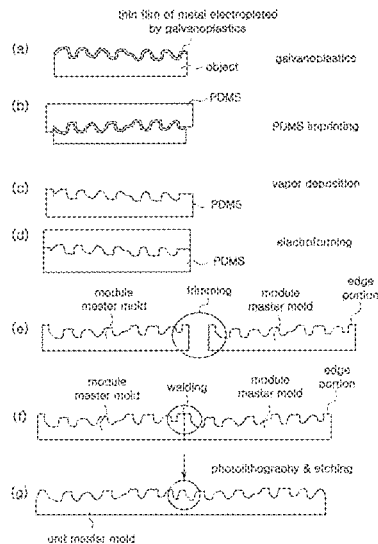 thin film of metal electroplated
by galvanoplastics
(a)
object
galvanoplastics
(b)
PDMS
PDMS imprinting
(c)
vapor deposition
PDMS
(d)
electroforming
PDMS
trimming
module
master mold
module
master mold
edge
portion
(e)
module
master mold
welding
module
master mold
edge
portion
(f)
photolithography & etching
(g)
unit master mold